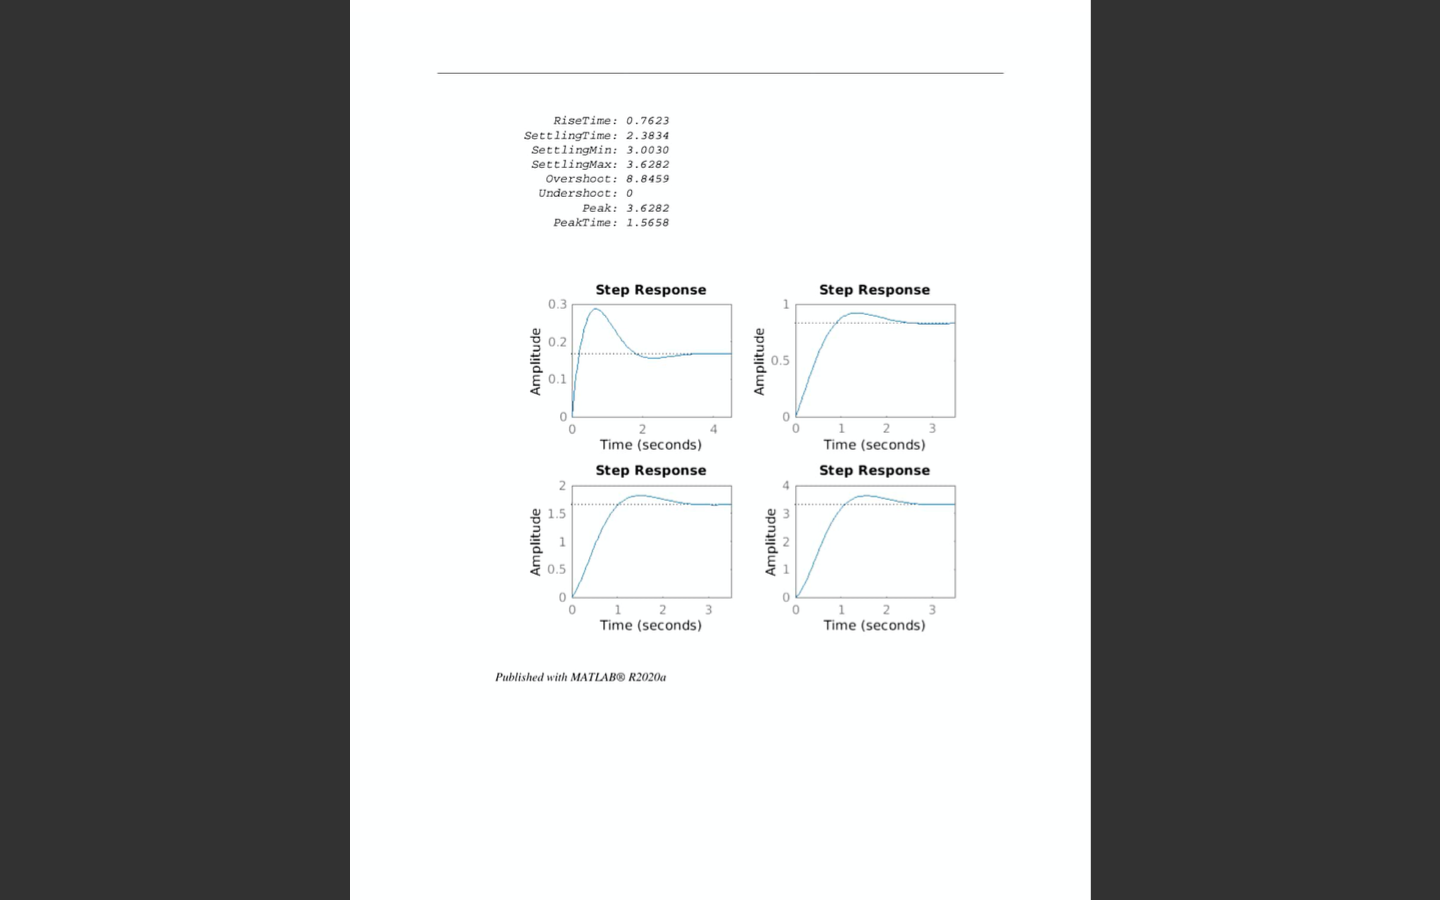 RiseTime: 0.7623
SettlingTime: 2.3834
SettlingMin: 3.0030
SettlingMax: 3.6282
Overshoot: 8.8459
Undershoot: 0
Peak: 3.6282
PeakTime: 1.5658
Step Response
0.3
0.2
0.1
0
Amplitude
0 2 4
Time (seconds)
Step Response
1
0.5
0
Amplitude
0 1 2 3
Time (seconds)
Step Response
2
1.5
1
0.5
0
Amplitude
0 1 2 3
Time (seconds)
Step Response
4
3
2
1
0
Amplitude
0 1 2 3
Time (seconds)
Published with MATLAB® R2020a